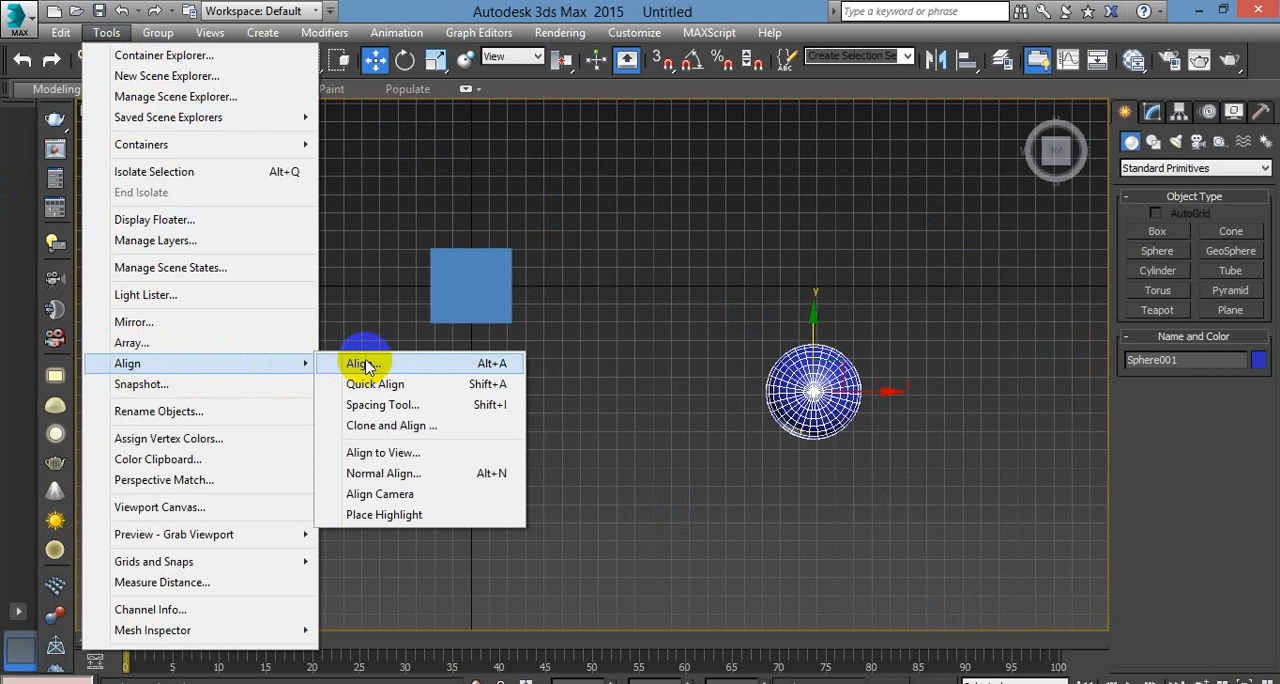 Workspace: Default
Autodesk 3ds Max 2015 Untitled
Type a keyword or phrase
MAX
Edit
Tools
Group
Views
Create
Modifiers
Animation
Graph Editors
Rendering
Customize
MAXScript
Help
View
3
Create Selection Se
Modeling
Paint
Populate
Container Explorer...
New Scene Explorer...
Manage Scene Explorer...
Saved Scene Explorers
Containers
Isolate Selection Alt+Q
End Isolate
Display Floater...
Manage Layers...
Manage Scene States...
Light Lister...
Mirror...
Array...
Align
Snapshot...
Rename Objects...
Assign Vertex Colors...
Color Clipboard...
Perspective Match...
Viewport Canvas...
Preview - Grab Viewport
Grids and Snaps
Measure Distance...
Channel Info...
Mesh Inspector
Align... Alt+A
Quick Align Shift+A
Spacing Tool... Shift+I
Clone and Align ...
Align to View...
Normal Align... Alt+N
Align Camera
Place Highlight
y
TOP
Standard Primitives
- Object Type
AutoGrid
Box Cone
Sphere GeoSphere
Cylinder Tube
Torus Pyramid
Teapot Plane
- Name and Color
Sphere001
0 5 10 15 20 25 30 35 40 45 50 55 60 65 70 75 80 85 90 95 100